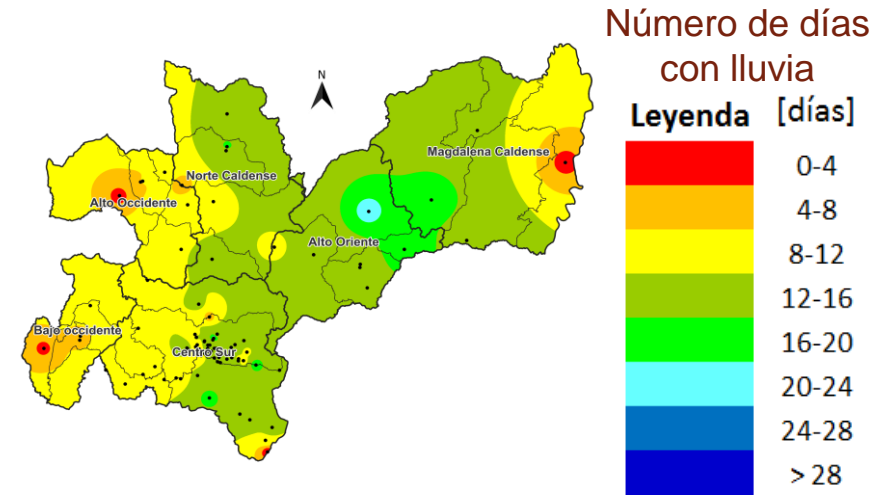 Número de días
con lluvia
Leyenda [días]
0-4
4-8
8-12
12-16
16-20
20-24
24-28
> 28
N
Magdalena Caldense
Norte Caldense
Alto Occidente
Alto Oriente
Bajo occidente
Centro Sur